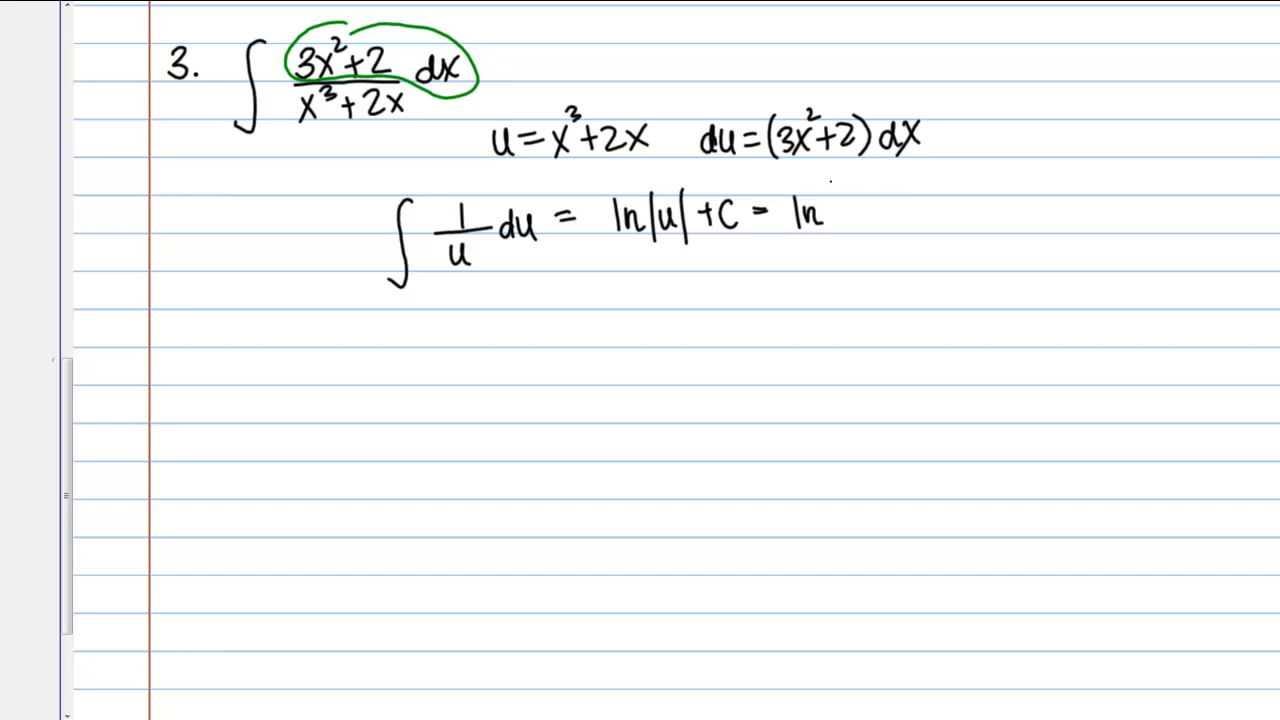 3. ∫ (3x²+2)/(x³+2x) dx
u=x³+2x du=(3x²+2)dx
∫ 1/u du = ln|u|+C = ln